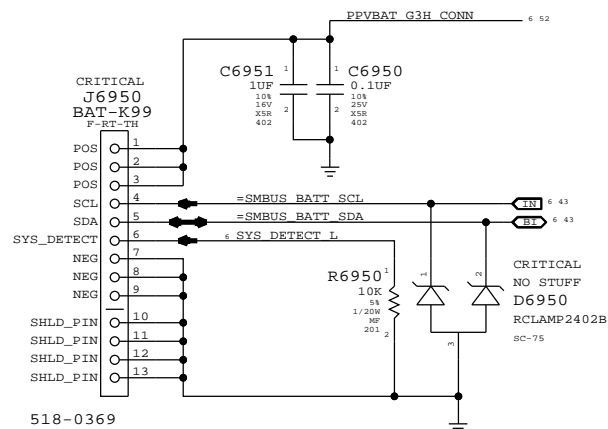 PPVBAT_G3H_CONN
6 52
C6951
1UF
10%
16V
X5R
402
1
2
C6950
0.1UF
10%
25V
X5R
402
1
2
CRITICAL
J6950
BAT-K99
F-RT-TH
POS 1
POS 2
POS 3
SCL 4
SDA 5
SYS_DETECT 6
NEG 7
NEG 8
NEG 9
SHLD_PIN 10
SHLD_PIN 11
SHLD_PIN 12
SHLD_PIN 13
518-0369
=SMBUS_BATT_SCL
IN 6 43
=SMBUS_BATT_SDA
BI 6 43
6 SYS_DETECT_L
R6950
10K
5%
1/20W
MF
201
1
2
1
2
3
CRITICAL
NO STUFF
D6950
RCLAMP2402B
SC-75